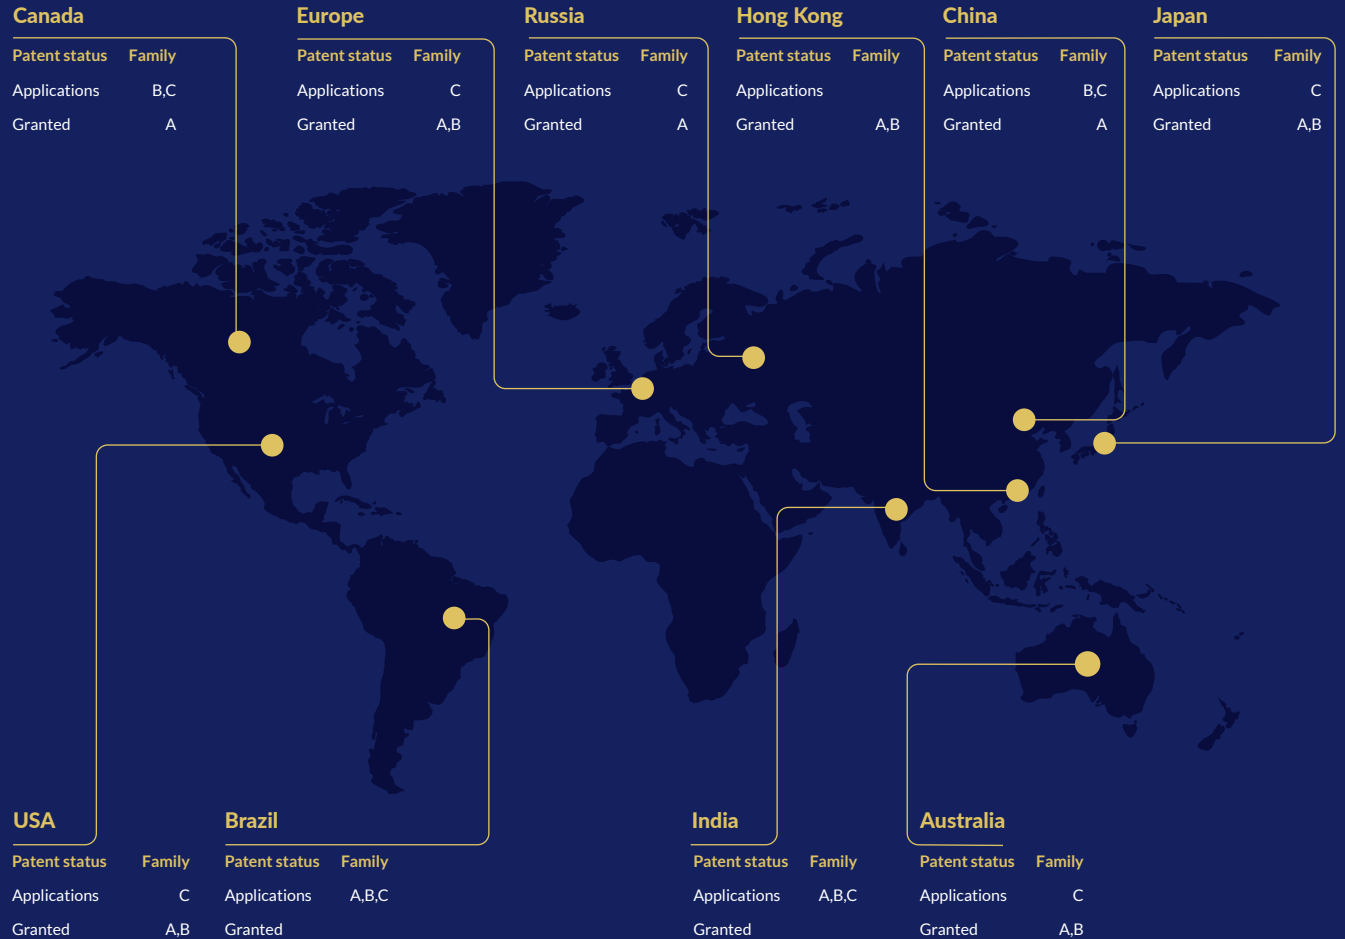 Canada
Patent status Family
Applications B,C
Granted A
Europe
Patent status Family
Applications C
Granted A,B
Russia
Patent status Family
Applications C
Granted A
Hong Kong
Patent status Family
Applications
Granted A,B
China
Patent status Family
Applications B,C
Granted A
Japan
Patent status Family
Applications C
Granted A,B
USA
Patent status Family
Applications C
Granted A,B
Brazil
Patent status Family
Applications A,B,C
Granted
India
Patent status Family
Applications A,B,C
Granted
Australia
Patent status Family
Applications C
Granted A,B